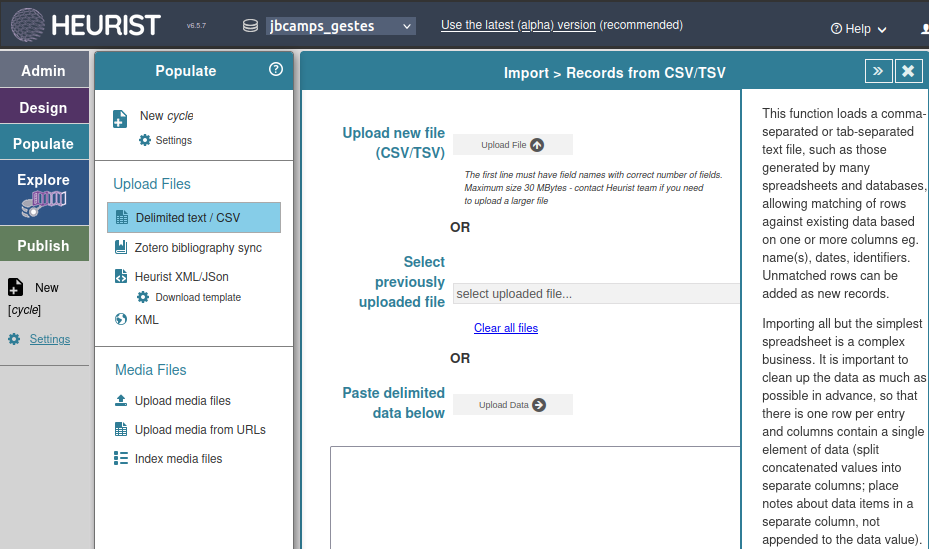 HEURIST v6.5.7 jbcamps_gestes Use the latest (alpha) version (recommended) Help
Admin
Design
Populate
Explore
Publish
New
[cycle]
Settings
Populate
New cycle
Settings
Upload Files
Delimited text / CSV
Zotero bibliography sync
Heurist XML/JSon
Download template
KML
Media Files
Upload media files
Upload media from URLs
Index media files
Import > Records from CSV/TSV
Upload new file
(CSV/TSV)
Upload File
The first line must have field names with correct number of fields.
Maximum size 30 MBytes - contact Heurist team if you need
to upload a larger file
OR
Select
previously
uploaded file
select uploaded file...
Clear all files
OR
Paste delimited
data below
Upload Data
This function loads a comma-
separated or tab-separated
text file, such as those
generated by many
spreadsheets and databases,
allowing matching of rows
against existing data based
on one or more columns eg.
name(s), dates, identifiers.
Unmatched rows can be
added as new records.
Importing all but the simplest
spreadsheet is a complex
business. It is important to
clean up the data as much as
possible in advance, so that
there is one row per entry
and columns contain a single
element of data (split
concatenated values into
separate columns; place
notes about data items in a
separate column, not
appended to the data value).